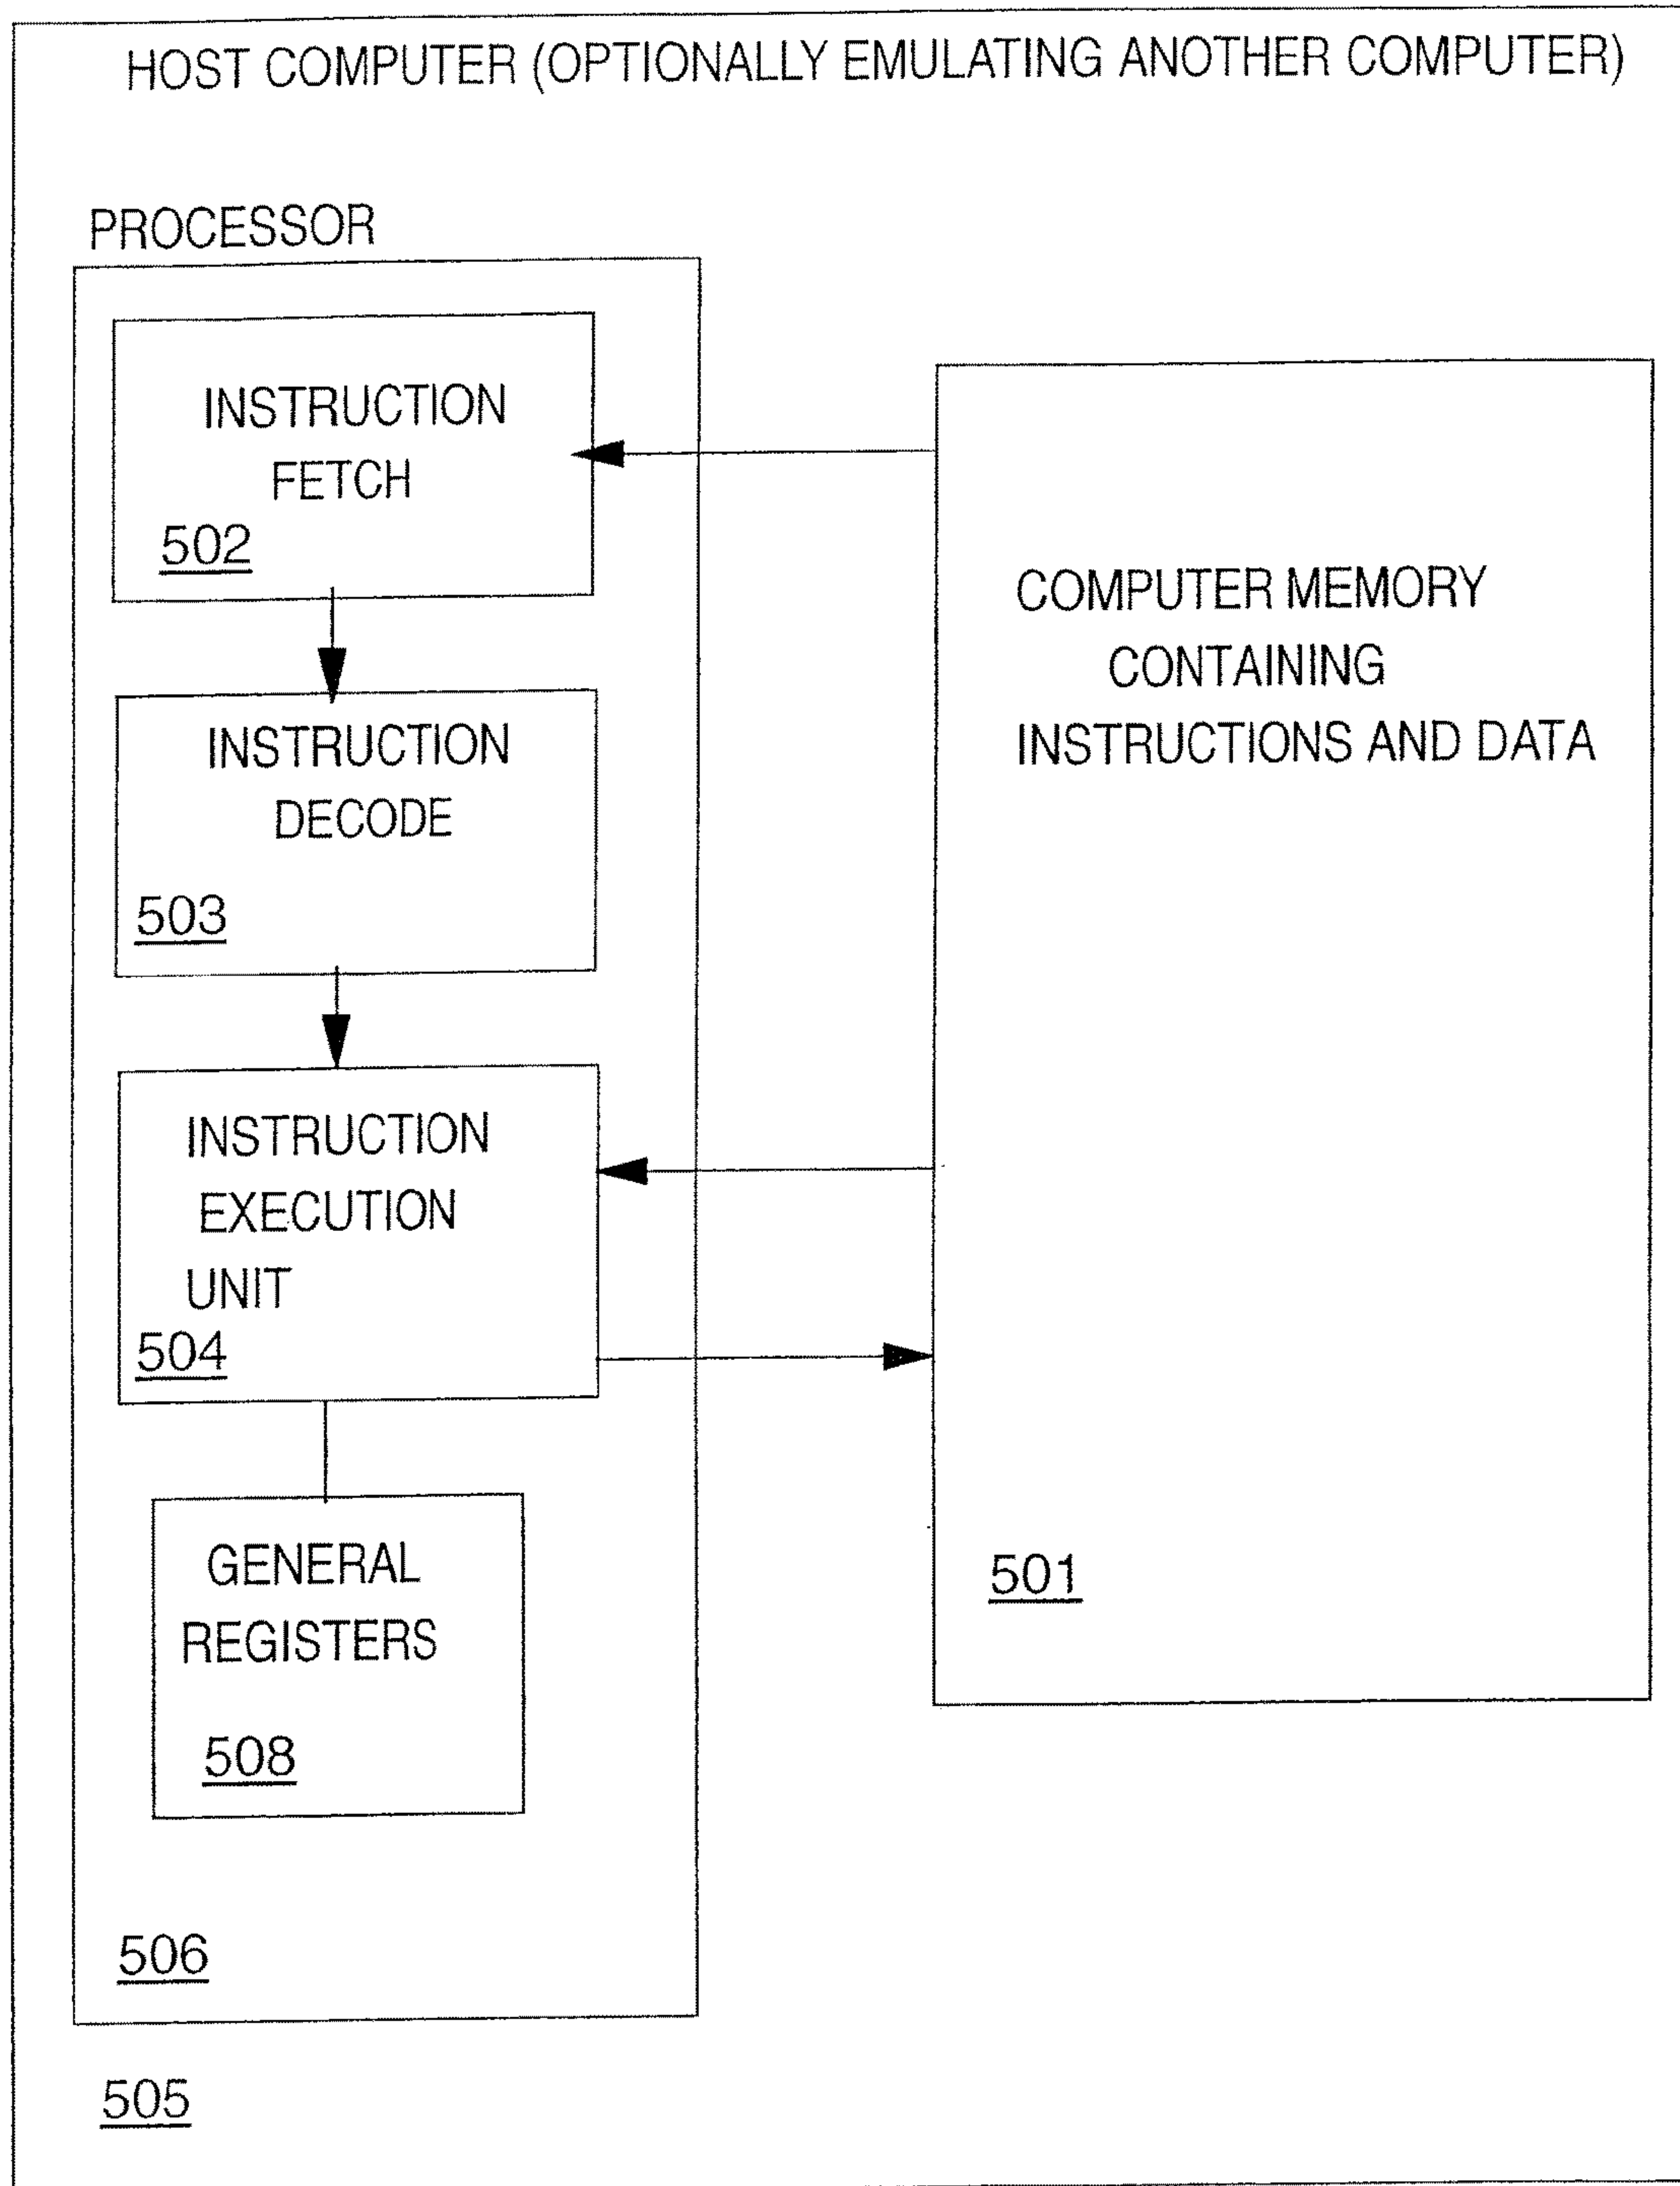 HOST COMPUTER (OPTIONALLY EMULATING ANOTHER COMPUTER)
PROCESSOR
INSTRUCTION
FETCH
502
INSTRUCTION
DECODE
503
INSTRUCTION
EXECUTION
UNIT
504
GENERAL
REGISTERS
508
506
505
COMPUTER MEMORY
CONTAINING
INSTRUCTIONS AND DATA
501